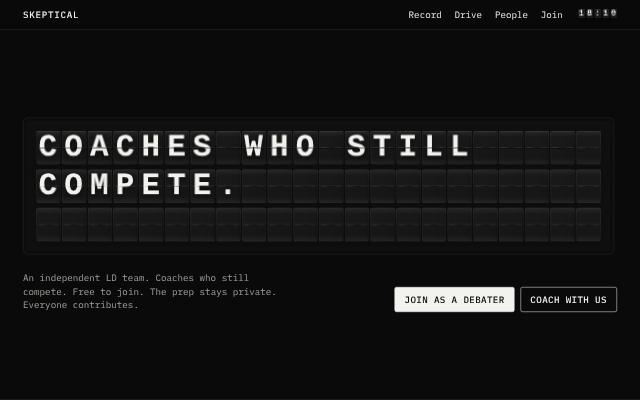 SKEPTICAL
Record Drive People Join 18:10
COACHES WHO STILL
COMPETE.
An independent LD team. Coaches who still
compete. Free to join. The prep stays private.
Everyone contributes.
JOIN AS A DEBATER COACH WITH US